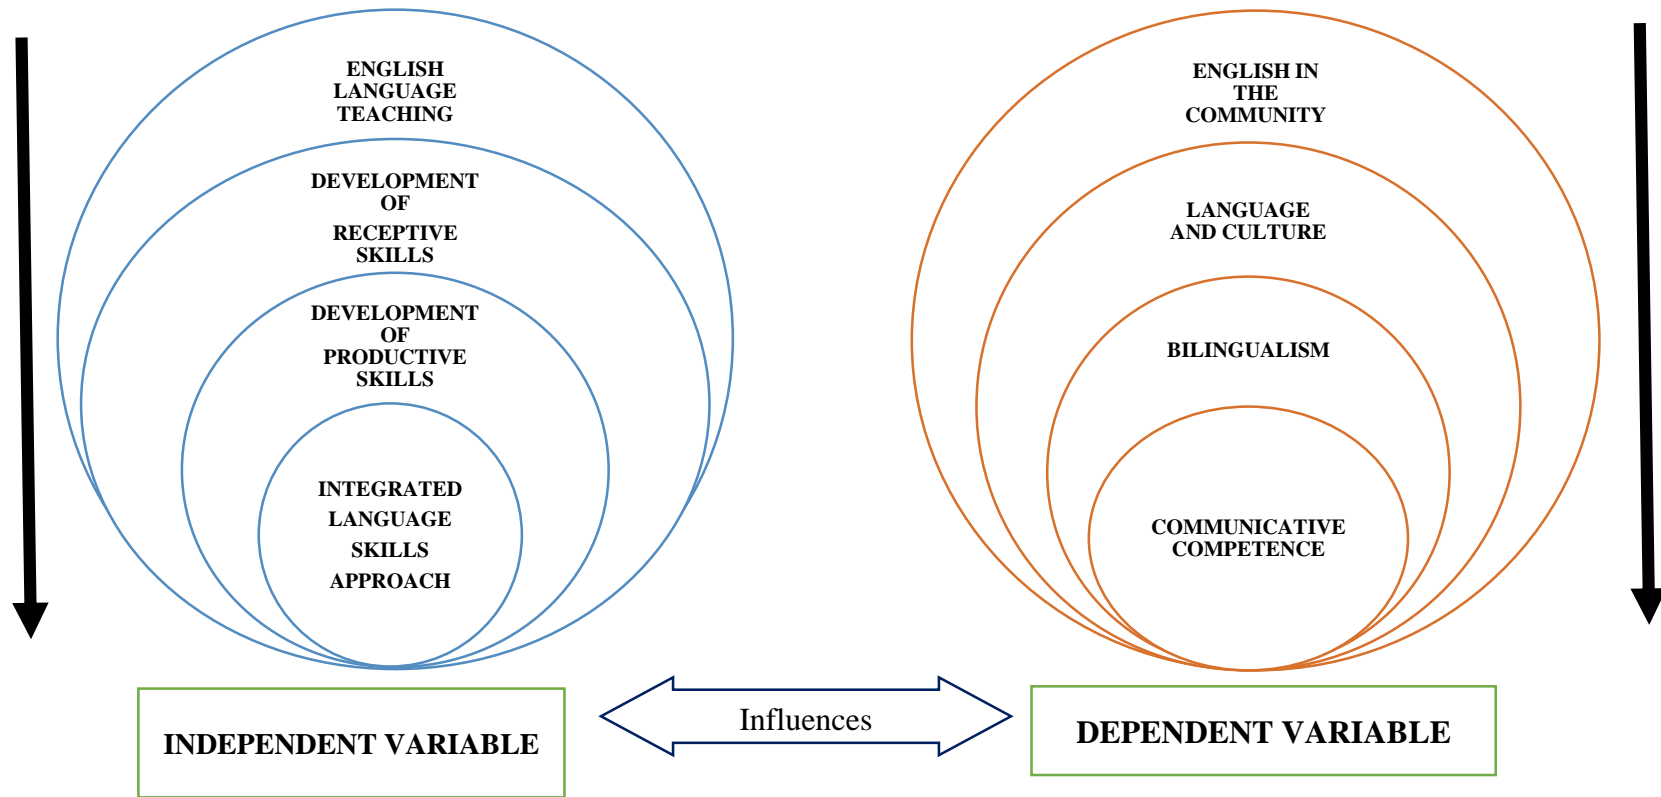 ENGLISH
LANGUAGE
TEACHING
DEVELOPMENT
OF
RECEPTIVE
SKILLS
DEVELOPMENT
OF
PRODUCTIVE
SKILLS
INTEGRATED
LANGUAGE
SKILLS
APPROACH
INDEPENDENT VARIABLE
Influences
ENGLISH IN
THE
COMMUNITY
LANGUAGE
AND CULTURE
BILINGUALISM
COMMUNICATIVE
COMPETENCE
DEPENDENT VARIABLE